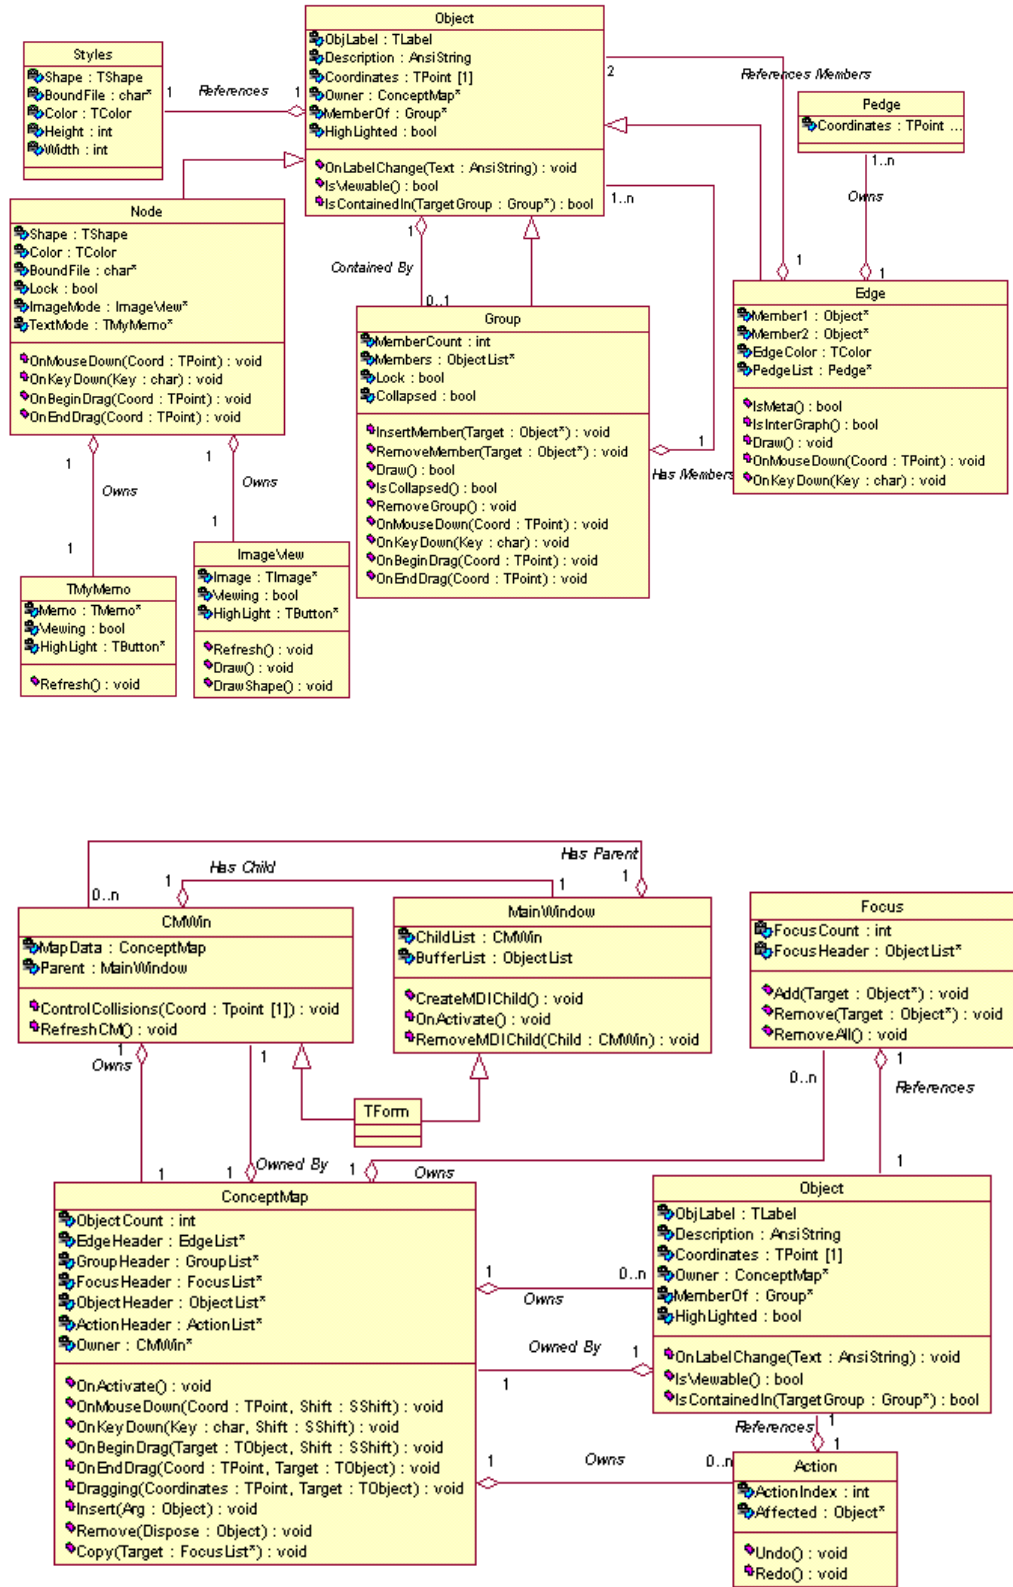 Object
ObjLabel : TLabel
Description : AnsiString
Coordinates : TPoint [1]
Owner : ConceptMap*
MemberOf : Group*
HighLighted : bool
OnLabelChange(Text : AnsiString) : void
IsViewable() : bool
IsContainedIn(TargetGroup : Group*) : bool
Styles
Shape : TShape
BoundFile : char*
Color : TColor
Height : int
Width : int
1
References
1
2
References Members
1
Pedge
Coordinates : TPoint ...
1..n
Owns
1
Node
Shape : TShape
Color : TColor
BoundFile : char*
Lock : bool
ImageMode : ImageView*
TextMode : TMyMemo*
OnMouseDown(Coord : TPoint) : void
OnKeyDown(Key : char) : void
OnBeginDrag(Coord : TPoint) : void
OnEndDrag(Coord : TPoint) : void
1
Contained By
0..1
1..n
1
Has Members
Group
MemberCount : int
Members : ObjectList*
Lock : bool
Collapsed : bool
InsertMember(Target : Object*) : void
RemoveMember(Target : Object*) : void
Draw() : bool
IsCollapsed() : bool
RemoveGroup() : void
OnMouseDown(Coord : TPoint) : void
OnKeyDown(Key : char) : void
OnBeginDrag(Coord : TPoint) : void
OnEndDrag(Coord : TPoint) : void
Edge
Member1 : Object*
Member2 : Object*
EdgeColor : TColor
PedgeList : Pedge*
IsMeta() : bool
IsInterGraph() : bool
Draw() : void
OnMouseDown(Coord : TPoint) : void
OnKeyDown(Key : char) : void
1
Owns
1
1
Owns
1
TMyMemo
Memo : TMemo*
Viewing : bool
HighLight : TButton*
Refresh() : void
ImageView
Image : TImage*
Viewing : bool
HighLight : TButton*
Refresh() : void
Draw() : void
DrawShape() : void
Has Parent
Has Child
0..n
1
1
1
CMWin
MapData : ConceptMap
Parent : MainWindow
ControlCollisions(Coord : Tpoint [1]) : void
RefreshCM() : void
MainWindow
ChildList : CMWin
BufferList : ObjectList
CreateMDIChild() : void
OnActivate() : void
RemoveMDIChild(Child : CMWin) : void
Focus
FocusCount : int
FocusHeader : ObjectList*
Add(Target : Object*) : void
Remove(Target : Object*) : void
RemoveAll() : void
1
Owns
1
1
Owned By
1
TForm
0..n
1
Owns
1
References
1
ConceptMap
ObjectCount : int
EdgeHeader : EdgeList*
GroupHeader : GroupList*
FocusHeader : FocusList*
ObjectHeader : ObjectList*
ActionHeader : ActionList*
Owner : CMWin*
OnActivate() : void
OnMouseDown(Coord : TPoint, Shift : SShift) : void
OnKeyDown(Key : char, Shift : SShift) : void
OnBeginDrag(Target : TObject, Shift : SShift) : void
OnEndDrag(Coord : TPoint, Target : TObject) : void
Dragging(Coordinates : TPoint, Target : TObject) : void
Insert(Arg : Object) : void
Remove(Dispose : Object) : void
Copy(Target : FocusList*) : void
1
Owns
0..n
Owned By
1
1
1
Owns
0..n
Object
ObjLabel : TLabel
Description : AnsiString
Coordinates : TPoint [1]
Owner : ConceptMap*
MemberOf : Group*
HighLighted : bool
OnLabelChange(Text : AnsiString) : void
IsViewable() : bool
IsContainedIn(TargetGroup : Group*) : bool
References
1
1
Action
ActionIndex : int
Affected : Object*
Undo() : void
Redo() : void